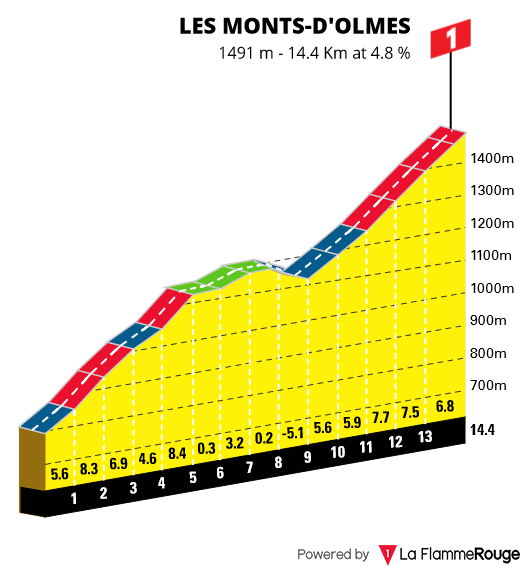 LES MONTS-D'OLMES
1491 m - 14.4 Km at 4.8 %
1
1400m
1300m
1200m
1100m
1000m
900m
800m
700m
5.6 8.3 6.9 4.6 8.4 0.3 3.2 0.2 -5.1 5.6 5.9 7.7 7.5 6.8
1 2 3 4 5 6 7 8 9 10 11 12 13 14.4
Powered by 1 La FlammeRouge